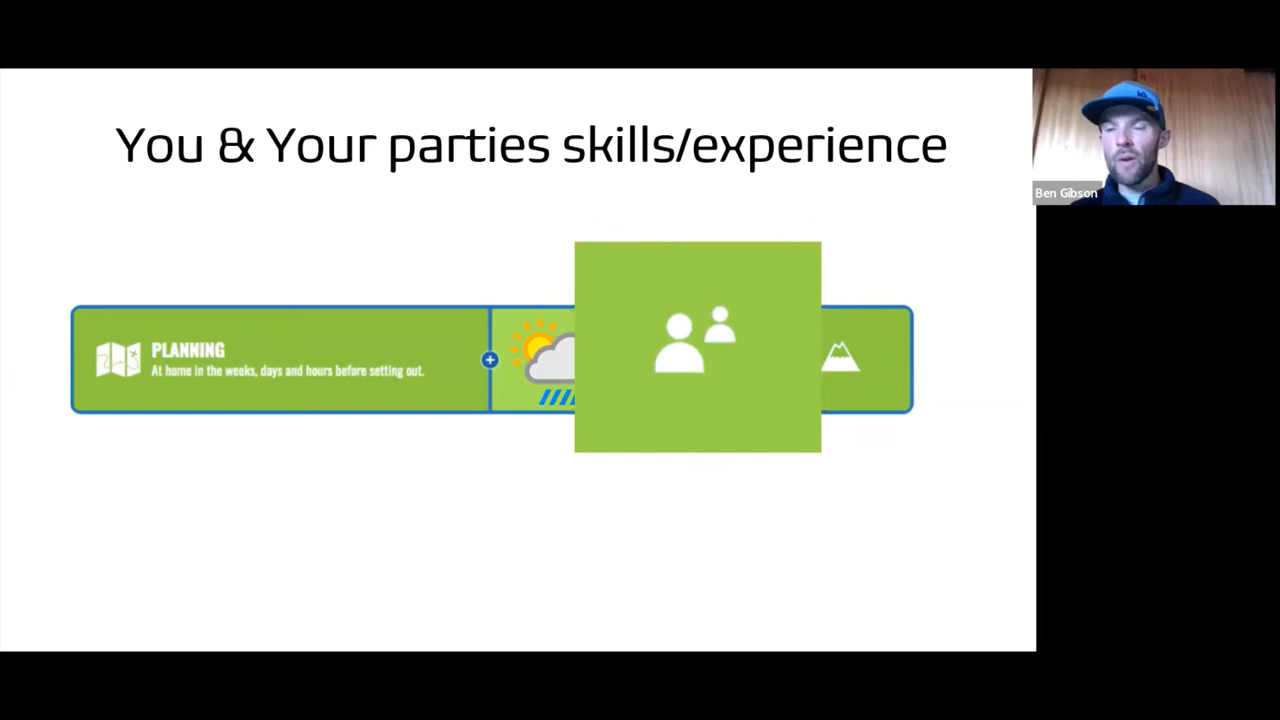 You & Your parties skills/experience
Ben Gibson
PLANNING
At home in the weeks, days and hours before setting out.